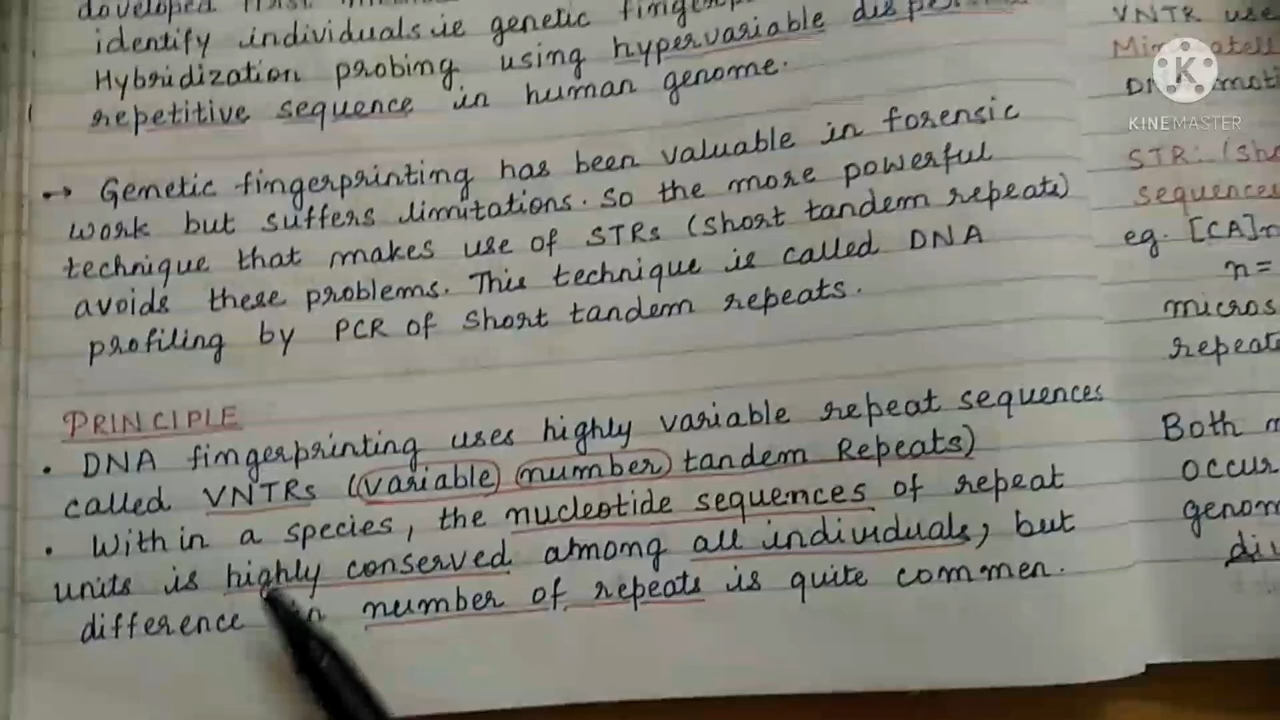 developed
identify individuals ie genetic
Hybridization probing using hypervariable
repetitive sequence in human genome.
→ Genetic fingerprinting has been valuable in forensic
work but suffers limitations. So the more powerful
technique that makes use of STRs (short tandem repeats)
avoids these problems. This technique is called DNA
profiling by PCR of Short tandem repeats.
PRINCIPLE
• DNA fingerprinting uses highly variable repeat sequences
called VNTRs (variable number tandem Repeats)
• Within a species, the nucleotide sequences of repeat
units is highly conserved among all individuals, but
difference in number of repeats is quite common.
VNTR use
K
KINEMASTER
STR: (Sho
sequences
eg. [CA]n
n =
micros
repeat
Both
occur
genom